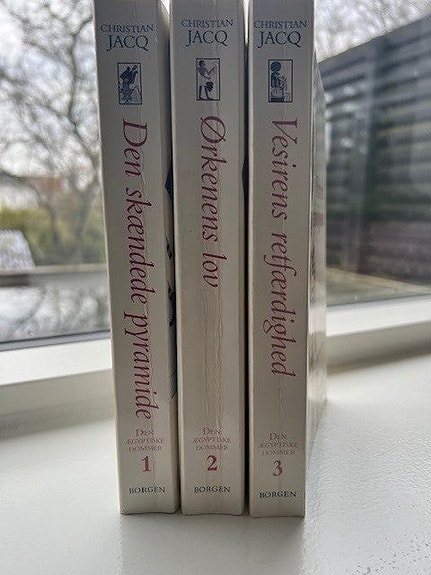 CHRISTIAN
JACQ
Den skændede pyramide
DEN
ÆGYPTISKE
DOMMER
1
BORGEN
CHRISTIAN
JACQ
Ørkenens lov
DEN
ÆGYPTISKE
DOMMER
2
BORGEN
CHRISTIAN
JACQ
Vesirens retfærdighed
DEN
ÆGYPTISKE
DOMMER
3
BORGEN